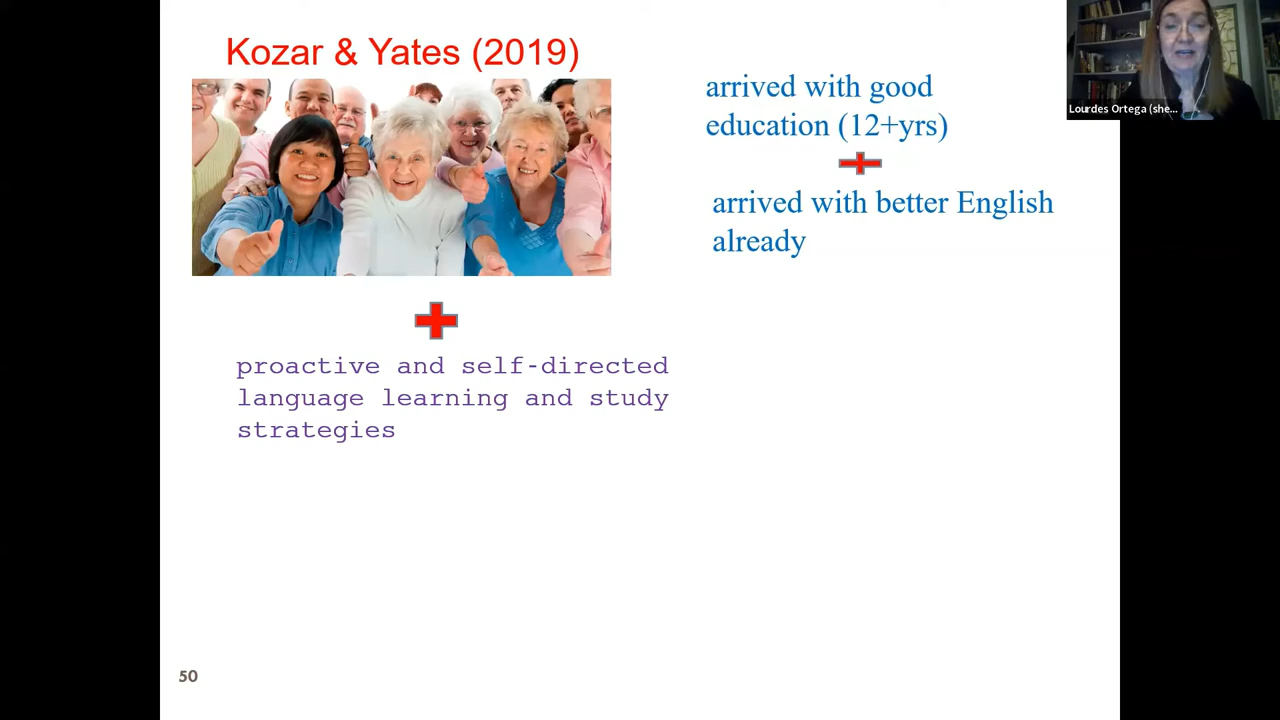 Kozar & Yates (2019)
arrived with good
education (12+yrs)
arrived with better English
already
proactive and self-directed
language learning and study
strategies
50
Lourdes Ortega (she...